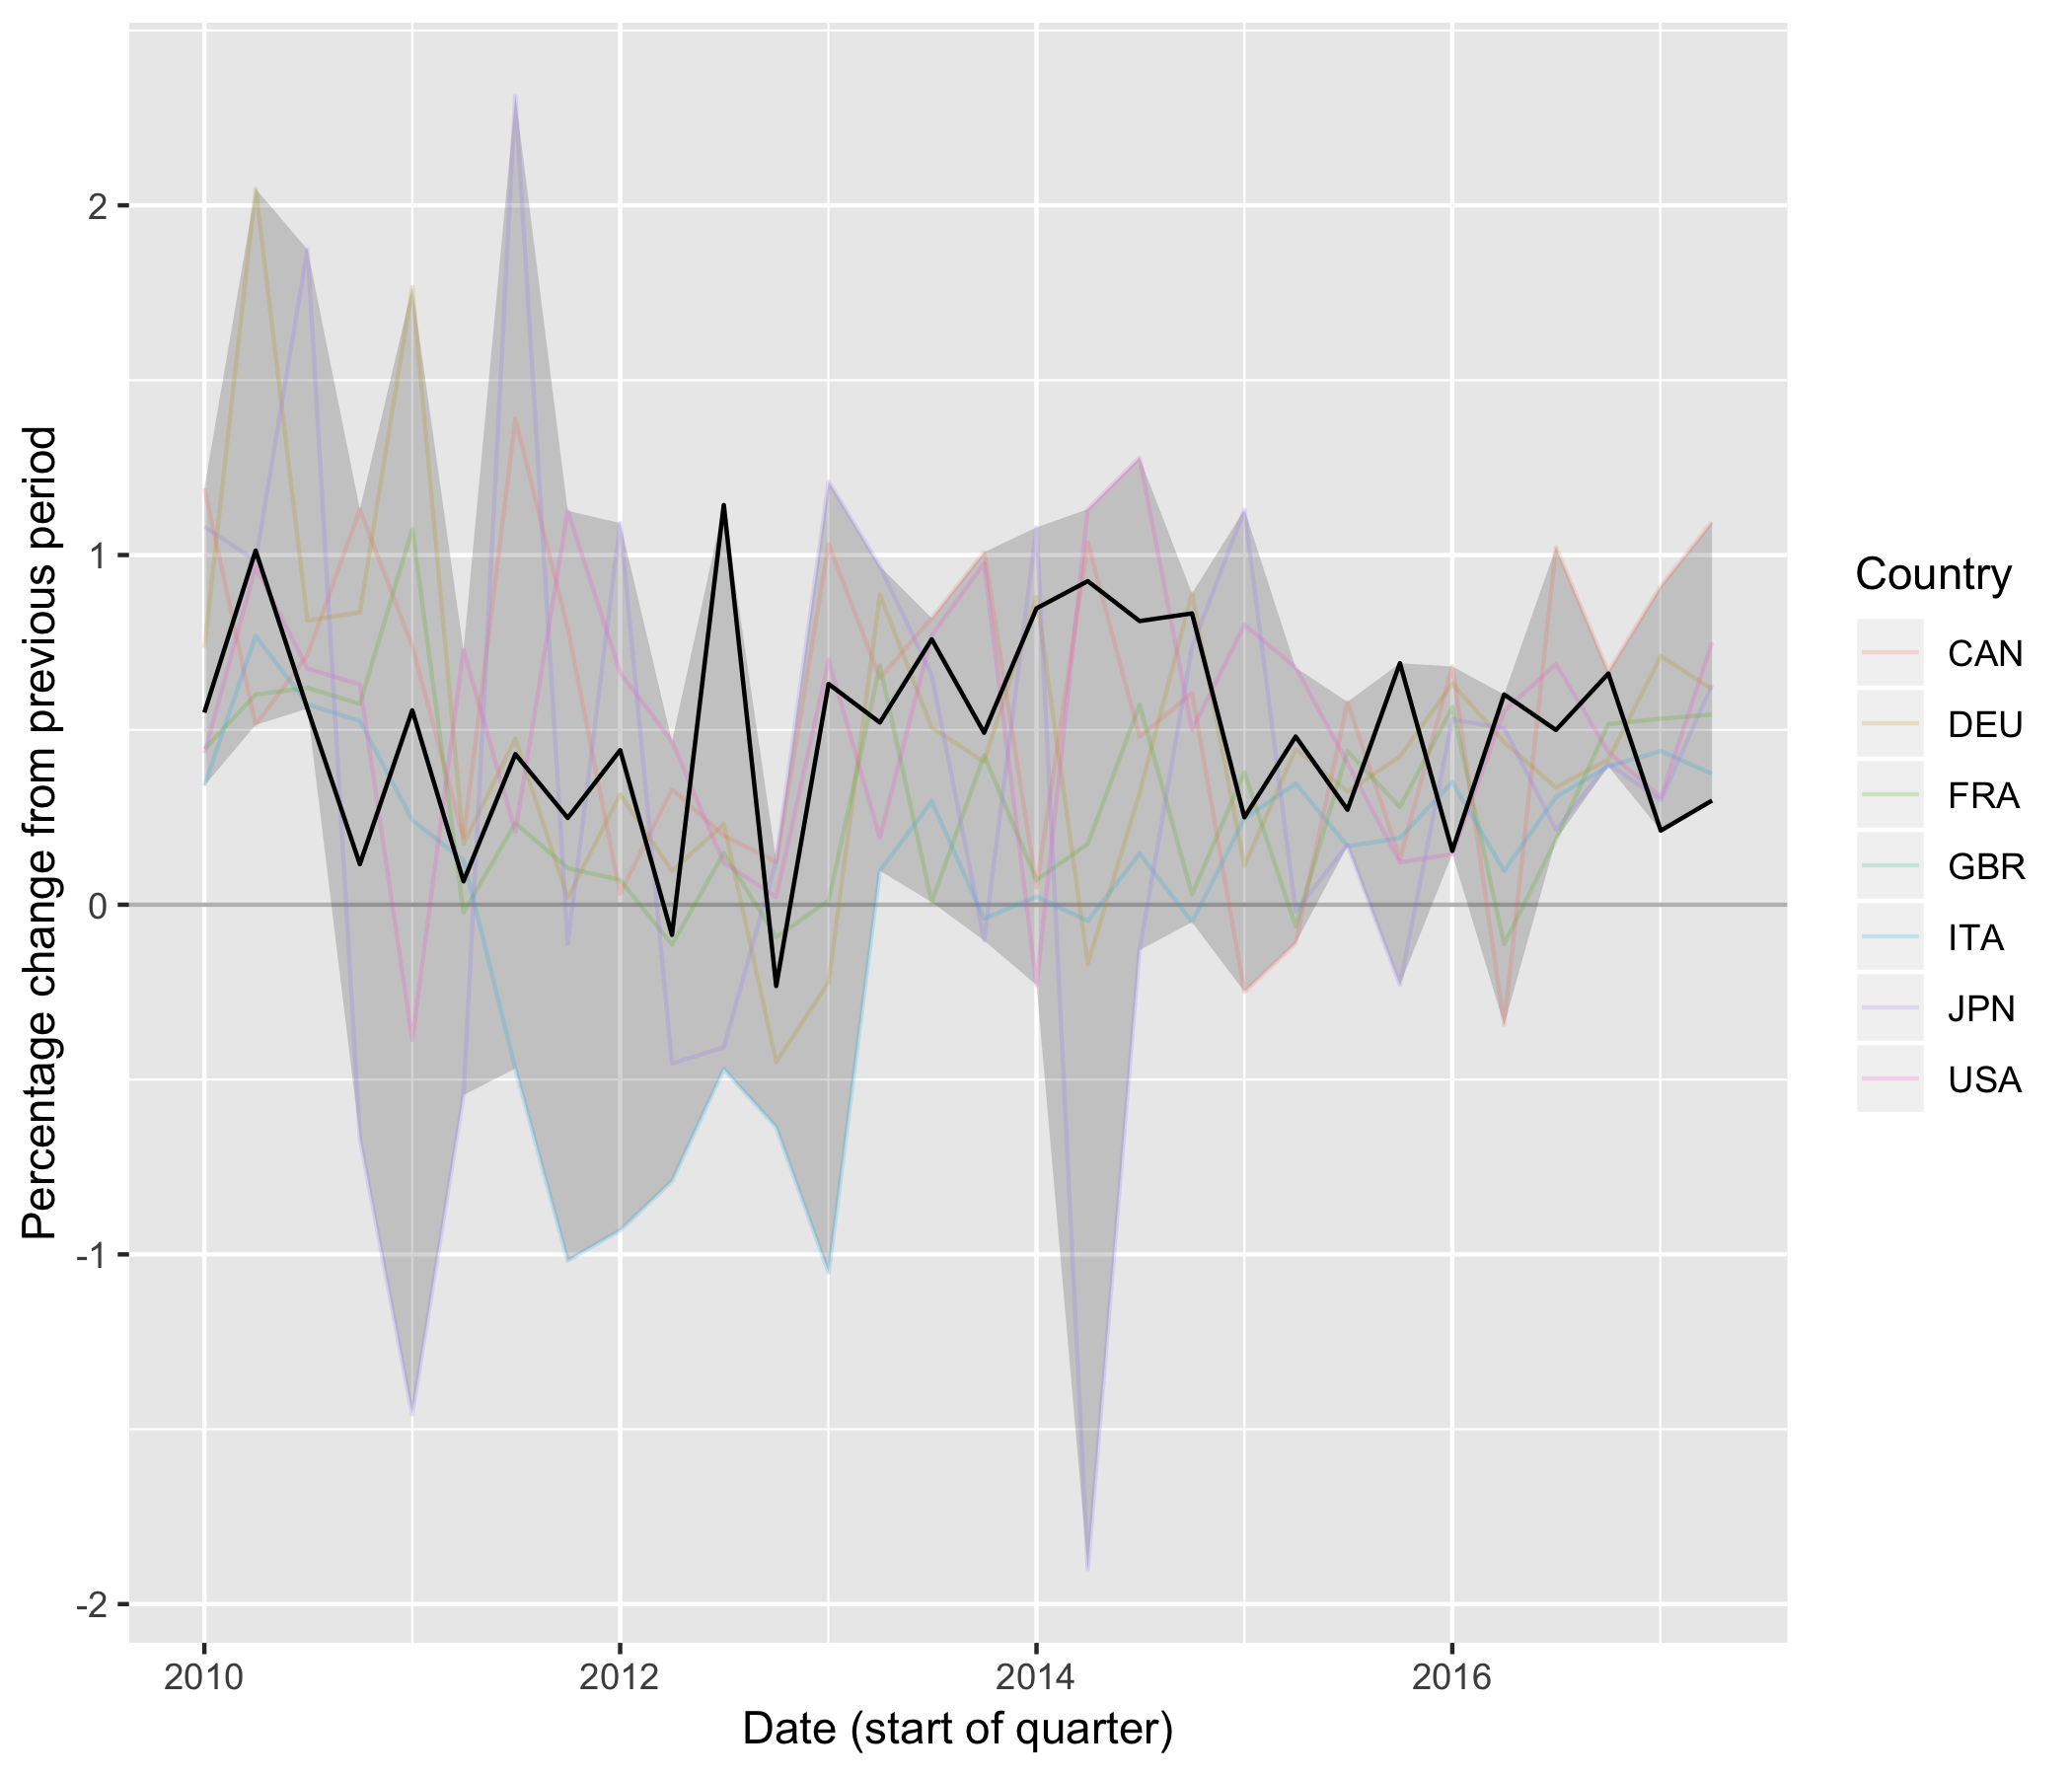 Percentage change from previous period
2
1
0
-1
-2
2010
2012
2014
2016
Date (start of quarter)
Country
CAN
DEU
FRA
GBR
ITA
JPN
USA